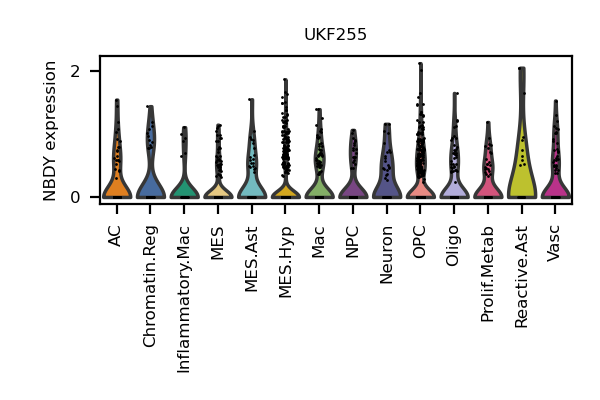 UKF255
NBDY expression
2
0
AC
Chromatin.Reg
Inflammatory.Mac
MES
MES.Ast
MES.Hyp
Mac
NPC
Neuron
OPC
Oligo
Prolif.Metab
Reactive.Ast
Vasc